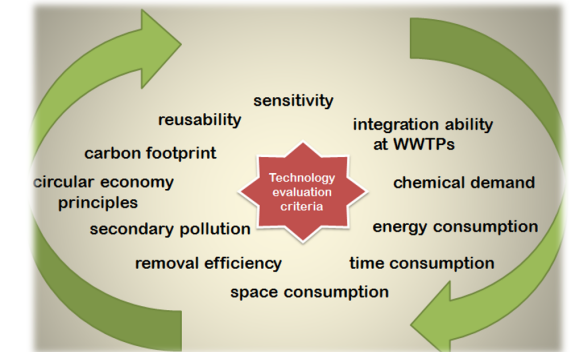 sensitivity
reusability
integration ability
at WWTPs
carbon footprint
Technology
evaluation
criteria
circular economy
principles
chemical demand
secondary pollution
energy consumption
removal efficiency
time consumption
space consumption